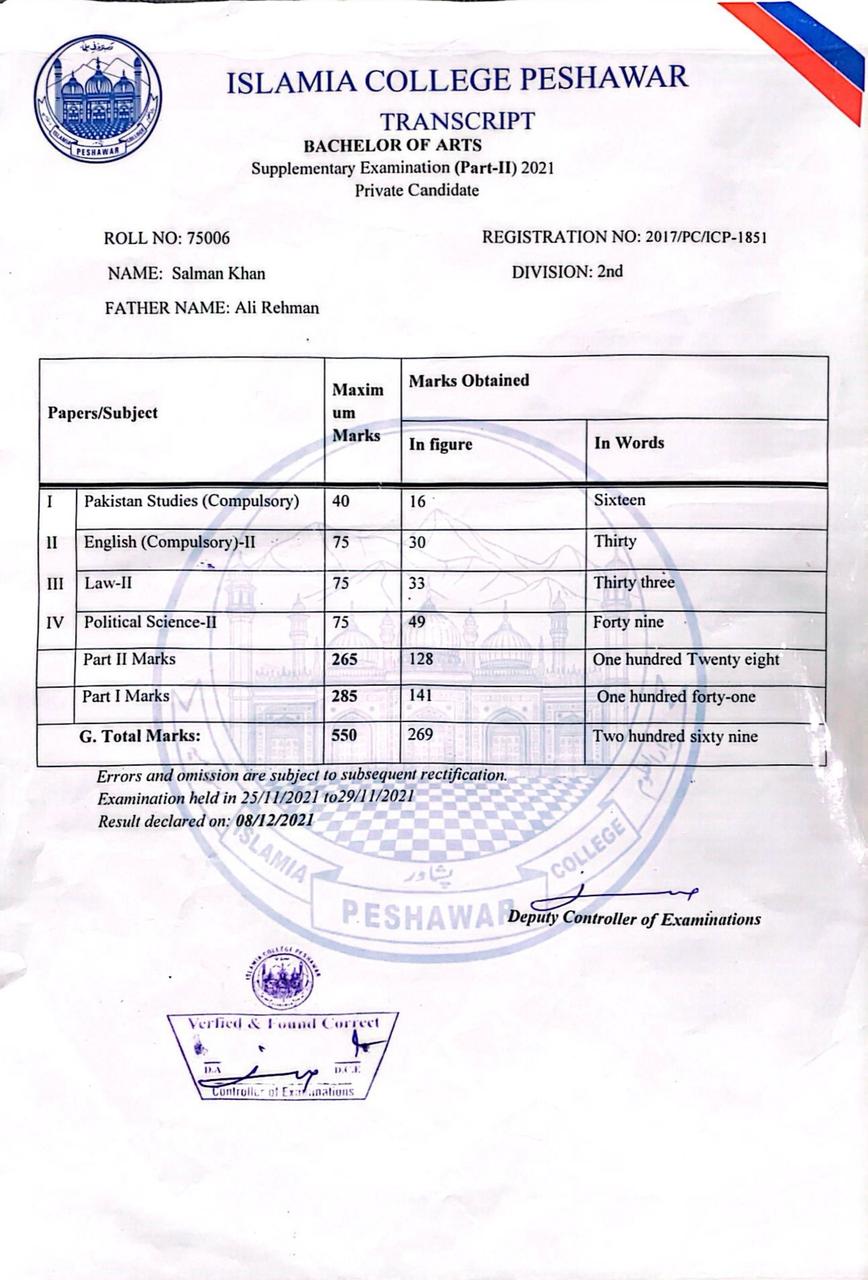 ISLAMIA COLLEGE PESHAWAR
TRANSCRIPT
BACHELOR OF ARTS
Supplementary Examination (Part-II) 2021
Private Candidate
ISLAMIA PESHAWAR COLLEGE
ROLL NO: 75006 REGISTRATION NO: 2017/PC/ICP-1851
NAME: Salman Khan DIVISION: 2nd
FATHER NAME: Ali Rehman
Papers/Subject Maxim um Marks Marks Obtained
In figure In Words
I Pakistan Studies (Compulsory) 40 16 Sixteen
II English (Compulsory)-II 75 30 Thirty
III Law-II 75 33 Thirty three
IV Political Science-II 75 49 Forty nine
Part II Marks 265 128 One hundred Twenty eight
Part I Marks 285 141 One hundred forty-one
G. Total Marks: 550 269 Two hundred sixty nine
Errors and omission are subject to subsequent rectification.
Examination held in 25/11/2021 to29/11/2021
Result declared on: 08/12/2021
ISLAMIA COLLEGE
پشاور
PESHAWAR
Deputy Controller of Examinations
ISLAMIA COLLEGE PESHAWAR
Verfied & Found Correct
D.A D.C.E
Controller of Examinations